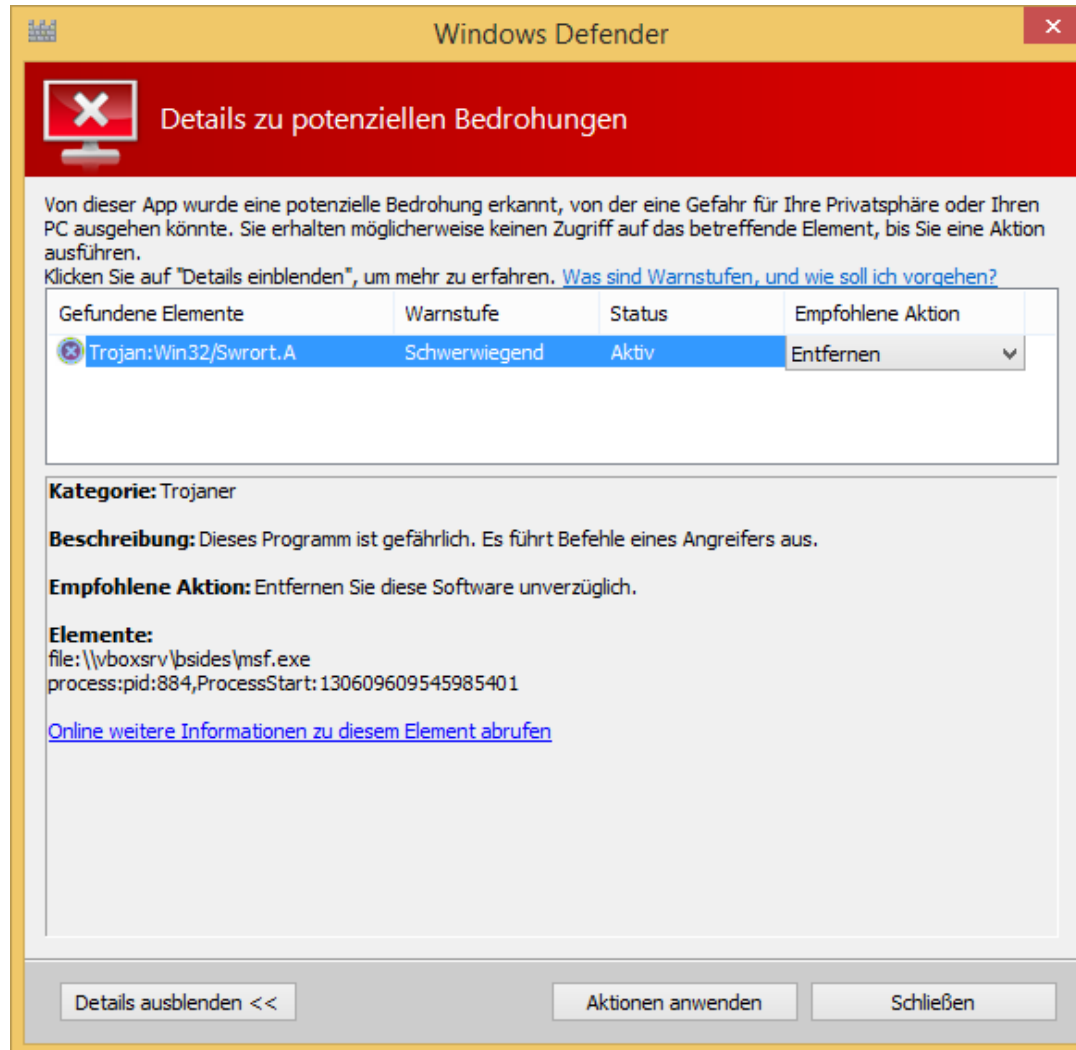 Windows Defender
Details zu potenziellen Bedrohungen
Von dieser App wurde eine potenzielle Bedrohung erkannt, von der eine Gefahr für Ihre Privatsphäre oder Ihren
PC ausgehen könnte. Sie erhalten möglicherweise keinen Zugriff auf das betreffende Element, bis Sie eine Aktion
ausführen.
Klicken Sie auf "Details einblenden", um mehr zu erfahren. Was sind Warnstufen, und wie soll ich vorgehen?
Gefundene Elemente Warnstufe Status Empfohlene Aktion
Trojan:Win32/Swrort.A Schwerwiegend Aktiv Entfernen
Kategorie: Trojaner
Beschreibung: Dieses Programm ist gefährlich. Es führt Befehle eines Angreifers aus.
Empfohlene Aktion: Entfernen Sie diese Software unverzüglich.
Elemente:
file:\\vboxsrv\bsides\msf.exe
process:pid:884,ProcessStart:130609609545985401
Online weitere Informationen zu diesem Element abrufen
Details ausblenden << Aktionen anwenden Schließen